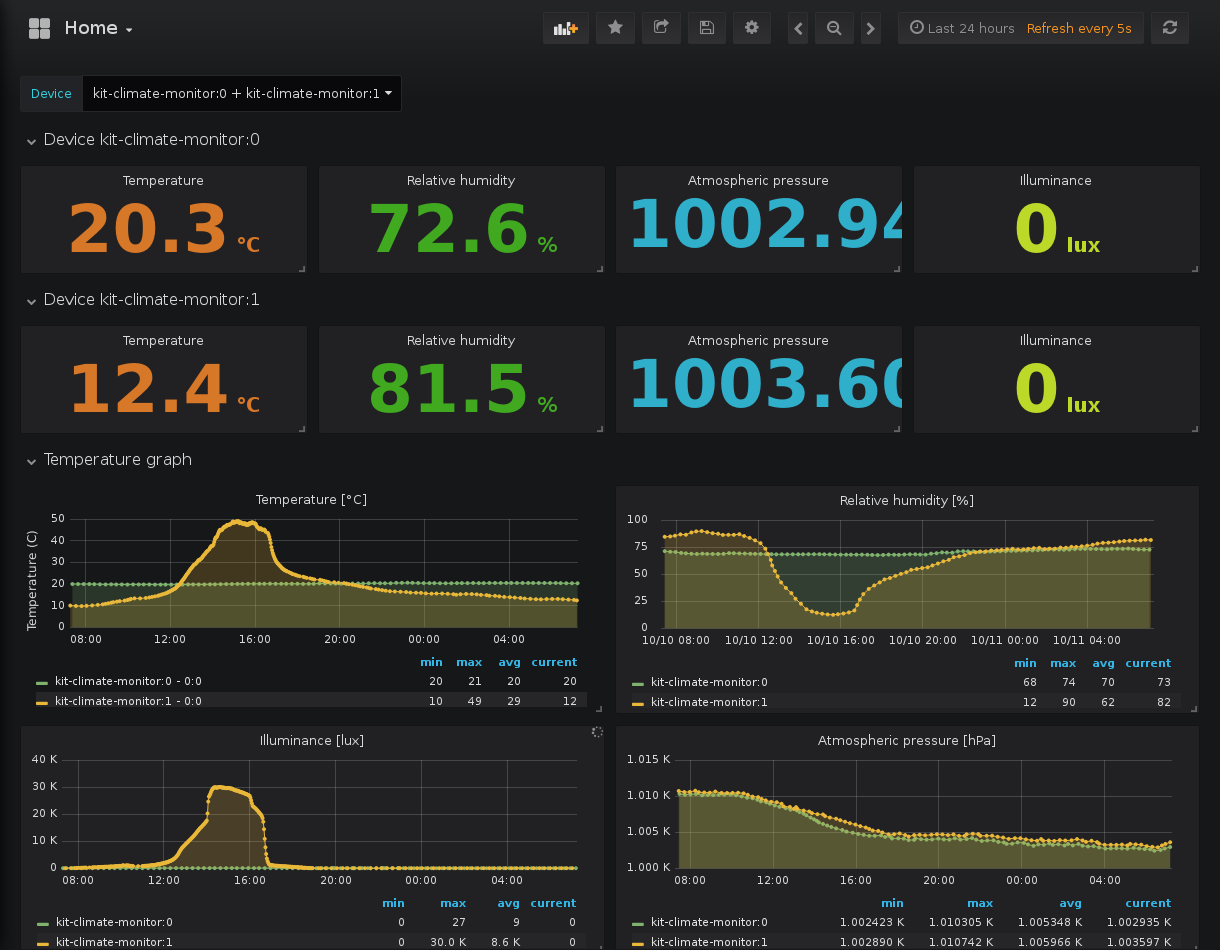 Home
Last 24 hours Refresh every 5s
Device kit-climate-monitor:0 + kit-climate-monitor:1
Device kit-climate-monitor:0
Temperature Relative humidity Atmospheric pressure Illuminance
20.3 °C 72.6 % 1002.94 0 lux
Device kit-climate-monitor:1
Temperature Relative humidity Atmospheric pressure Illuminance
12.4 °C 81.5 % 1003.60 0 lux
Temperature graph
Temperature [°C]
Temperature (C)
50
40
30
20
10
0
08:00 12:00 16:00 20:00 00:00 04:00
min max avg current
kit-climate-monitor:0 - 0:0 20 21 20 20
kit-climate-monitor:1 - 0:0 10 49 29 12
Relative humidity [%]
100
75
50
25
0
10/10 08:00 10/10 12:00 10/10 16:00 10/10 20:00 10/11 00:00 10/11 04:00
min max avg current
kit-climate-monitor:0 68 74 70 73
kit-climate-monitor:1 12 90 62 82
Illuminance [lux]
40 K
30 K
20 K
10 K
0
08:00 12:00 16:00 20:00 00:00 04:00
min max avg current
kit-climate-monitor:0 0 27 9 0
kit-climate-monitor:1 0 30.0 K 8.6 K 0
Atmospheric pressure [hPa]
1.015 K
1.010 K
1.005 K
1.000 K
08:00 12:00 16:00 20:00 00:00 04:00
min max avg current
kit-climate-monitor:0 1.002423 K 1.010305 K 1.005348 K 1.002935 K
kit-climate-monitor:1 1.002890 K 1.010742 K 1.005966 K 1.003597 K